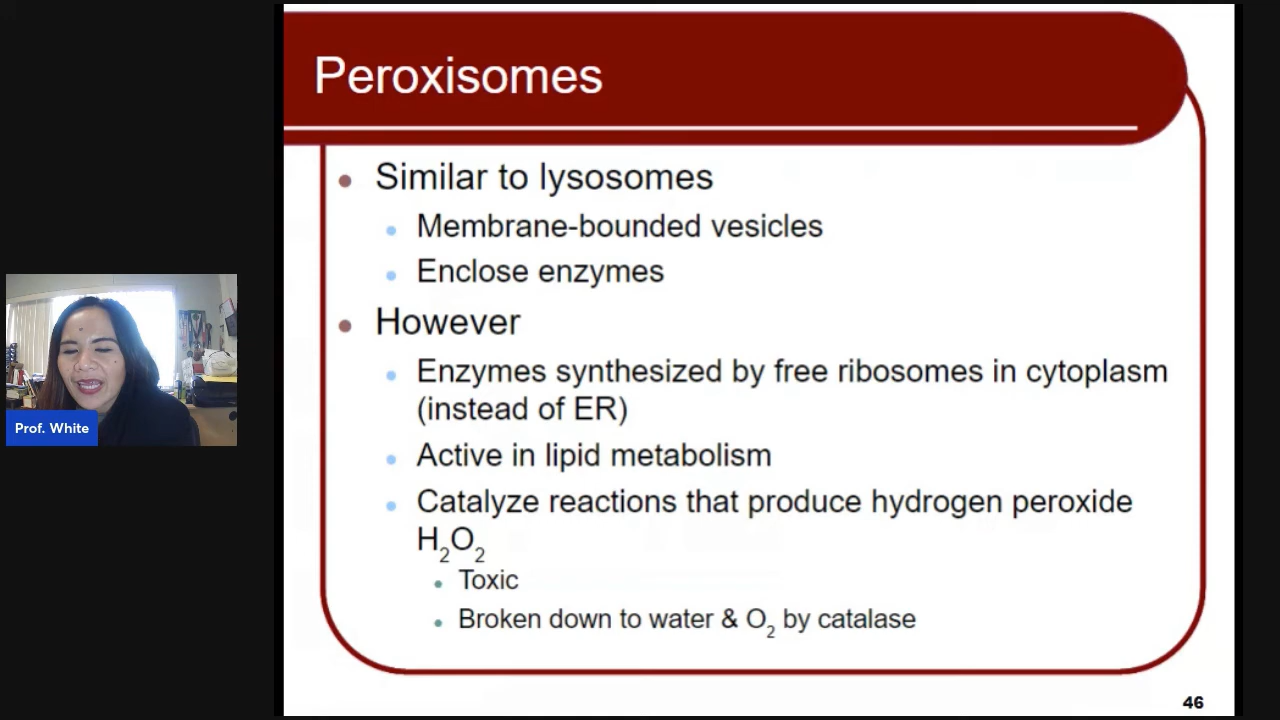 Peroxisomes
Similar to lysosomes
Membrane-bounded vesicles
Enclose enzymes
However
Enzymes synthesized by free ribosomes in cytoplasm
(instead of ER)
Active in lipid metabolism
Catalyze reactions that produce hydrogen peroxide
H₂O₂
Toxic
Broken down to water & O₂ by catalase
46
Prof. White